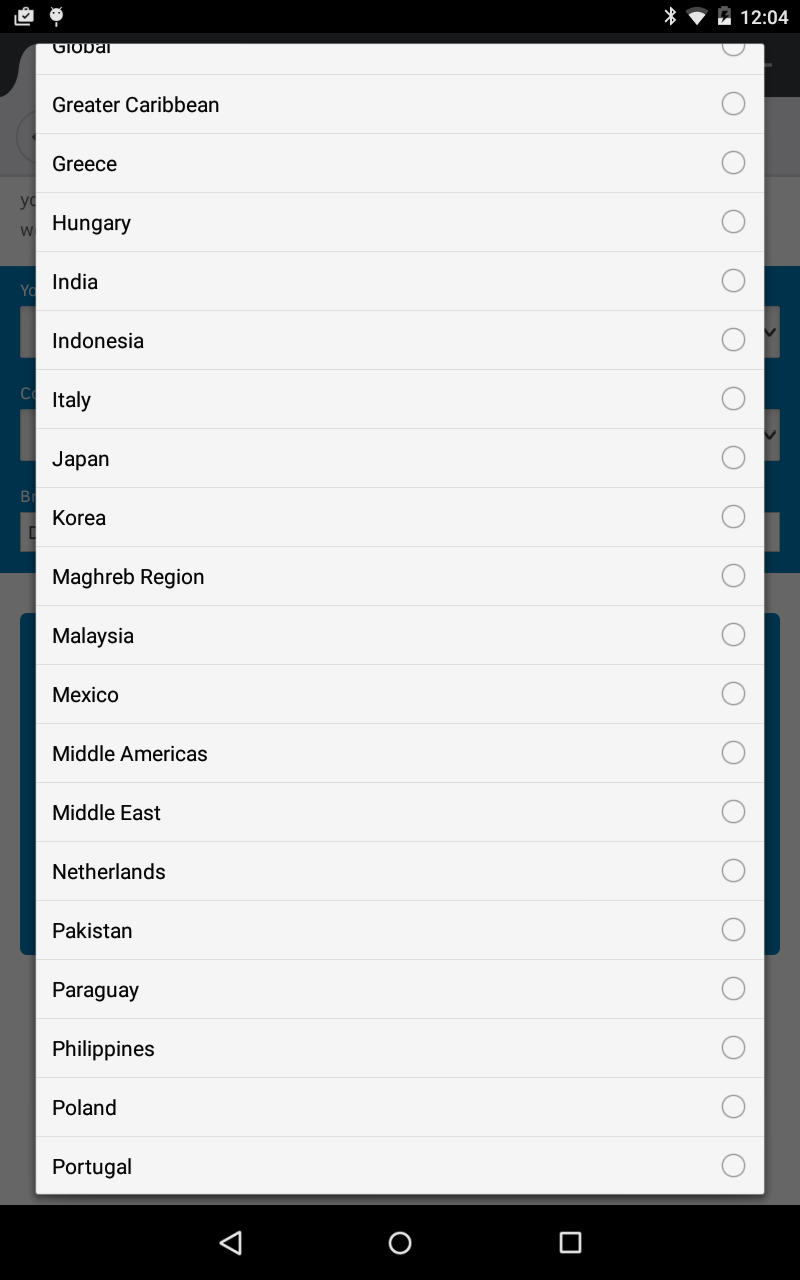 12:04
Global
Greater Caribbean
Greece
Hungary
India
Indonesia
Italy
Japan
Korea
Maghreb Region
Malaysia
Mexico
Middle Americas
Middle East
Netherlands
Pakistan
Paraguay
Philippines
Poland
Portugal